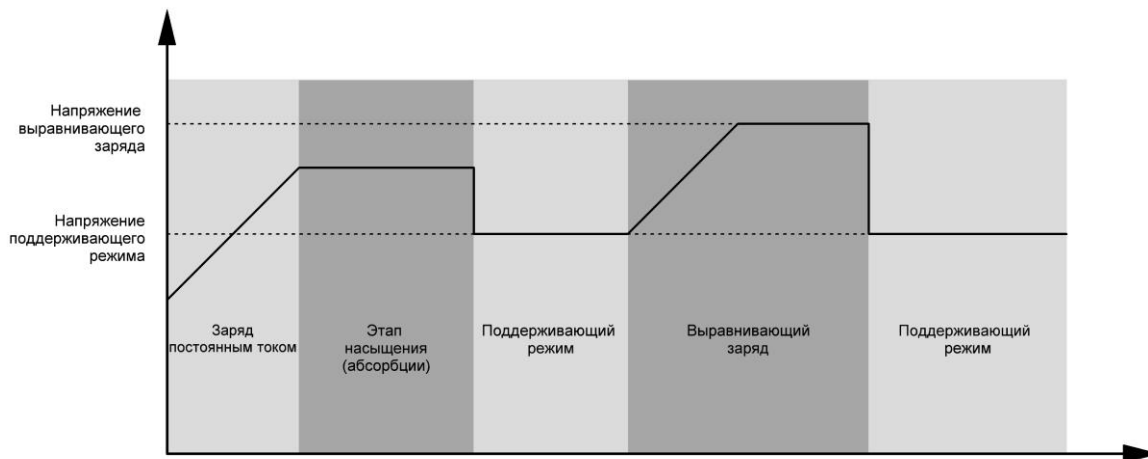 Напряжение
выравнивающего
заряда
Напряжение
поддерживающего
режима
Заряд
постоянным током
Этап
насыщения
(абсорбции)
Поддерживающий
режим
Выравнивающий
заряд
Поддерживающий
режим